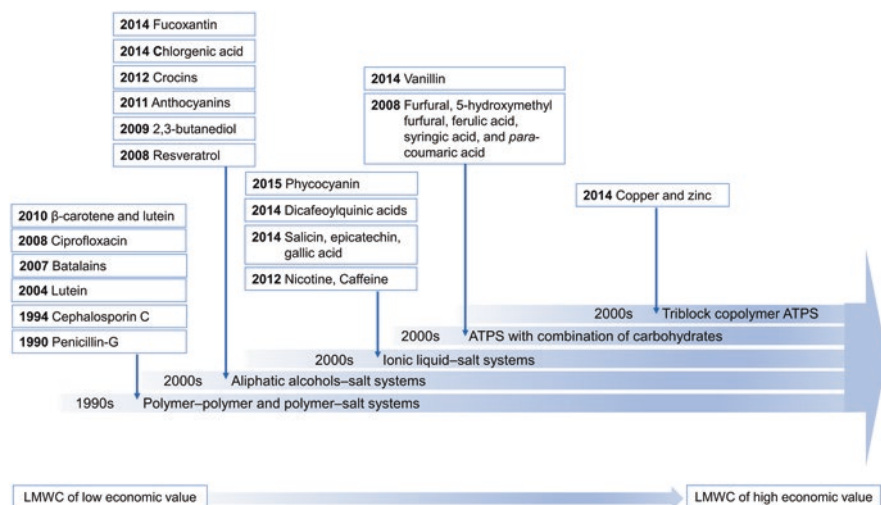 2014 Fucoxantin
2014 Chlorgenic acid
2012 Crocins
2011 Anthocyanins
2009 2,3-butanediol
2008 Resveratrol
2014 Vanillin
2008 Furfural, 5-hydroxymethyl
furfural, ferulic acid,
syringic acid, and para-
coumaric acid
2015 Phycocyanin
2014 Dicafeoylquinic acids
2014 Salicin, epicatechin,
gallic acid
2012 Nicotine, Caffeine
2014 Copper and zinc
2010 β-carotene and lutein
2008 Ciprofloxacin
2007 Batalains
2004 Lutein
1994 Cephalosporin C
1990 Penicillin-G
2000s Triblock copolymer ATPS
2000s ATPS with combination of carbohydrates
2000s Ionic liquid–salt systems
2000s Aliphatic alcohols–salt systems
1990s Polymer–polymer and polymer–salt systems
LMWC of low economic value
LMWC of high economic value